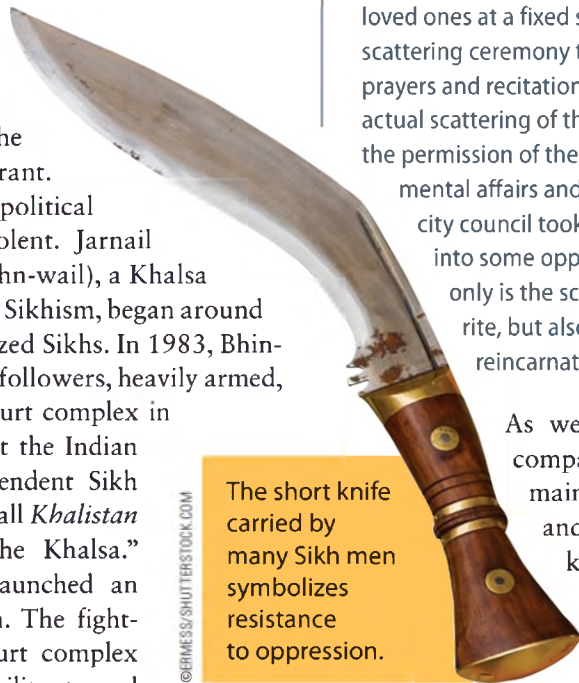 he
rant.
political
olent. Jarnail
hn-wail), a Khalsa
Sikhism, began around
zed Sikhs. In 1983, Bhin-
followers, heavily armed,
urt complex in
t the Indian
endent Sikh
all Khalistan
he Khalsa.”
aunched an
n. The fight-
urt complex
©ERMESS/SHUTTERSTOCK.COM
The short knife
carried by
many Sikh men
symbolizes
resistance
to oppression.
loved ones at a fixed s
scattering ceremony t
prayers and recitation
actual scattering of th
the permission of the
mental affairs and
city council took
into some opp
only is the sc
rite, but also
reincarnat
As we
compa
main
and
k